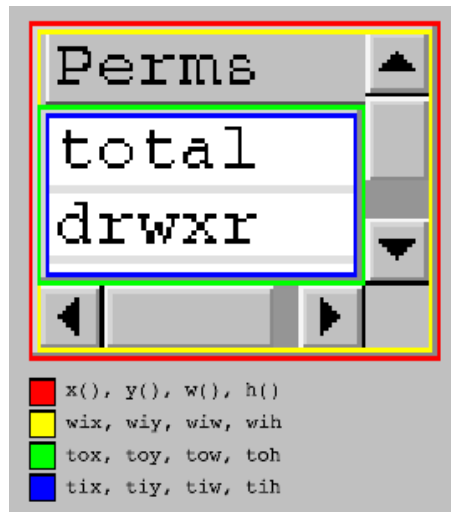 Perms
total
drwxr
x(), y(), w(), h()
wix, wiy, wiw, wih
tox, toy, tow, toh
tix, tiy, tiw, tih